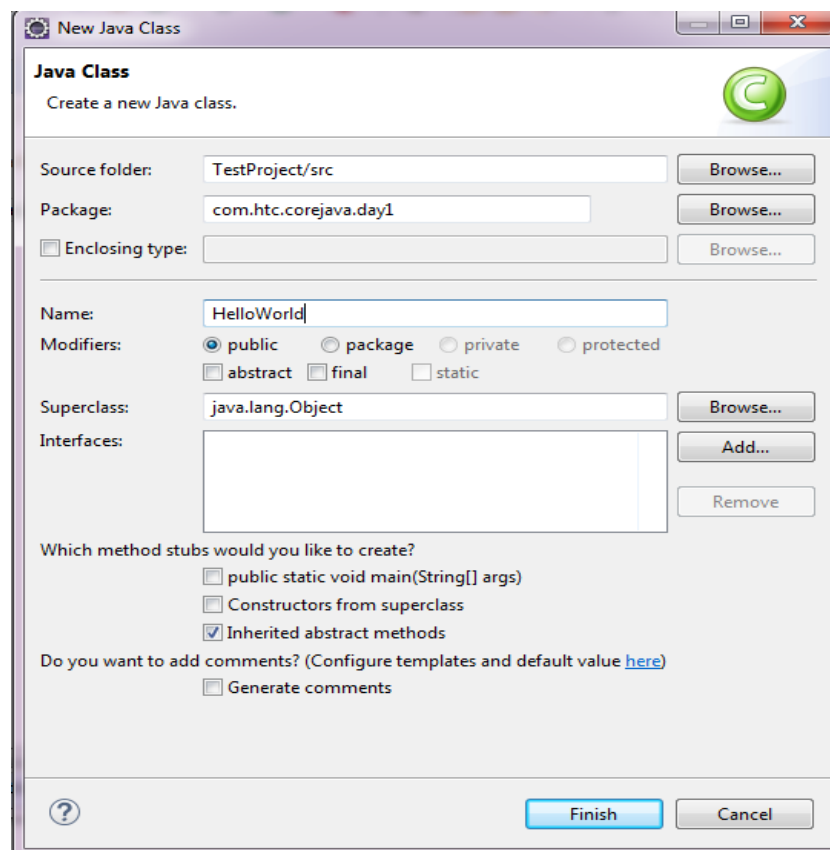 New Java Class
Java Class
Create a new Java class.
C
Source folder: TestProject/src Browse...
Package: com.htc.corejava.day1 Browse...
Enclosing type: Browse...
Name: HelloWorld
Modifiers: public package private protected
abstract final static
Superclass: java.lang.Object Browse...
Interfaces: Add...
Remove
Which method stubs would you like to create?
public static void main(String[] args)
Constructors from superclass
Inherited abstract methods
Do you want to add comments? (Configure templates and default value here)
Generate comments
? Finish Cancel